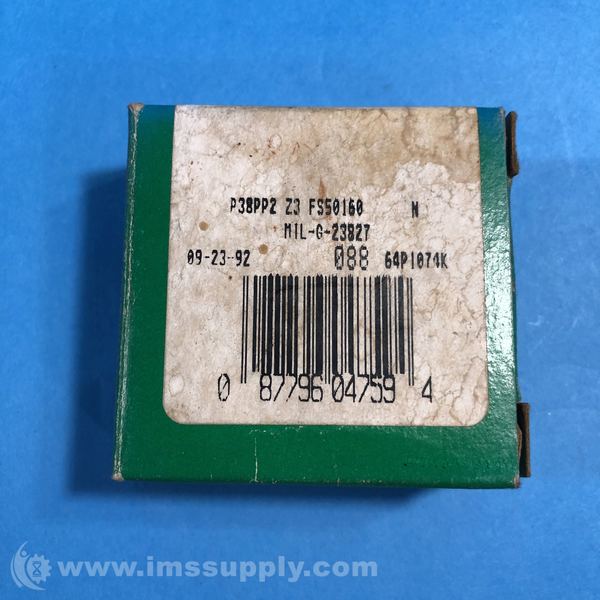 P38PP2 Z3 FS50160 N
MIL-G-23827
09-23-92 088 64P1074K
0 87796 04759 4
www.imssupply.com